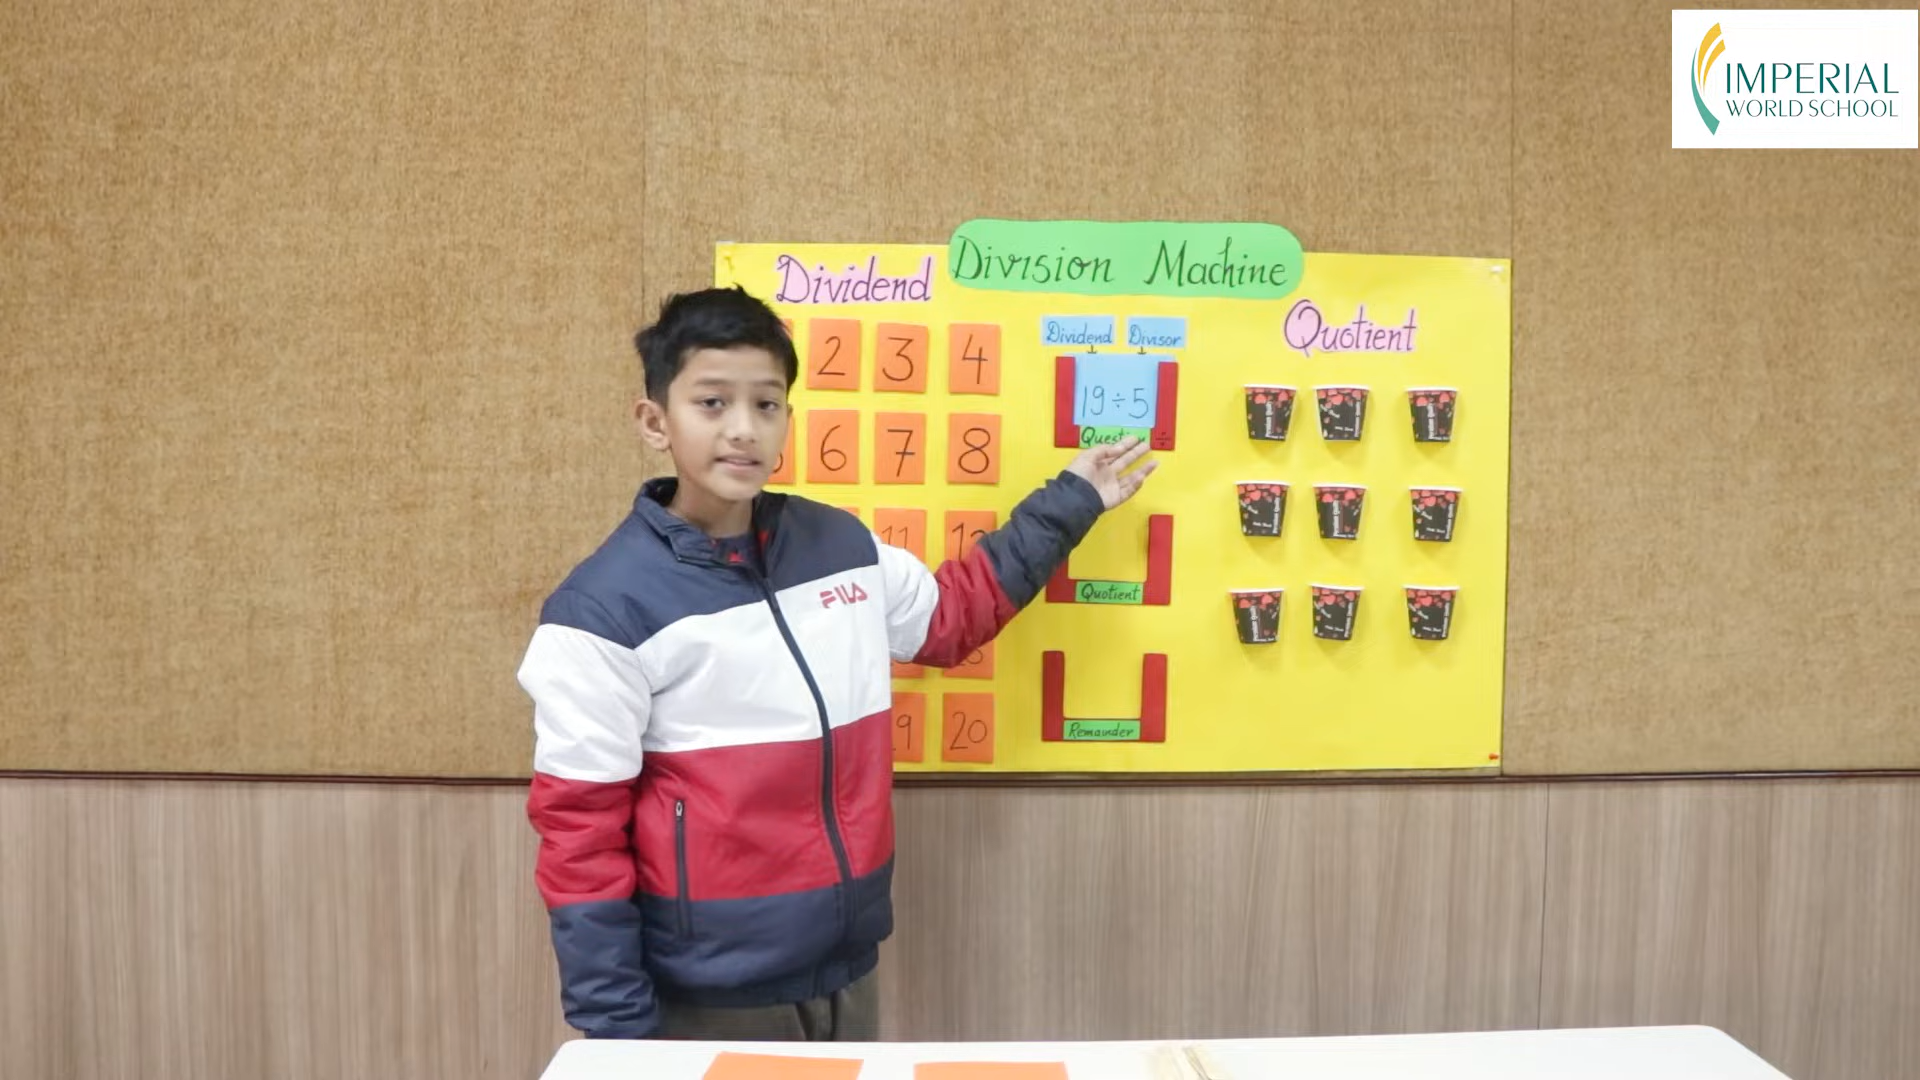 IMPERIAL
WORLD SCHOOL
Division Machine
Dividend
Quotient
Dividend Divisor
2 3 4
19÷5
6 7 8
11
Quotient
20
Remainder
FILA